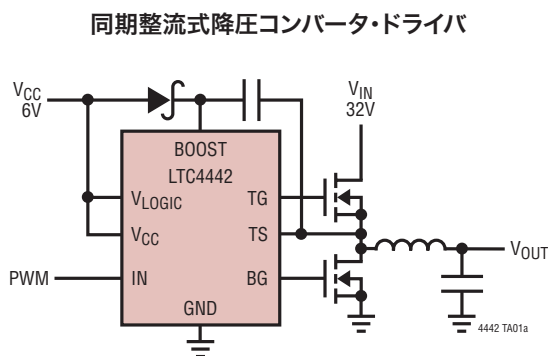 同期整流式降圧コンバータ・ドライバ
VCC
6V
VIN
32V
BOOST
LTC4442
VLOGIC
TG
VCC
TS
VOUT
PWM
IN
BG
GND
4442 TA01a